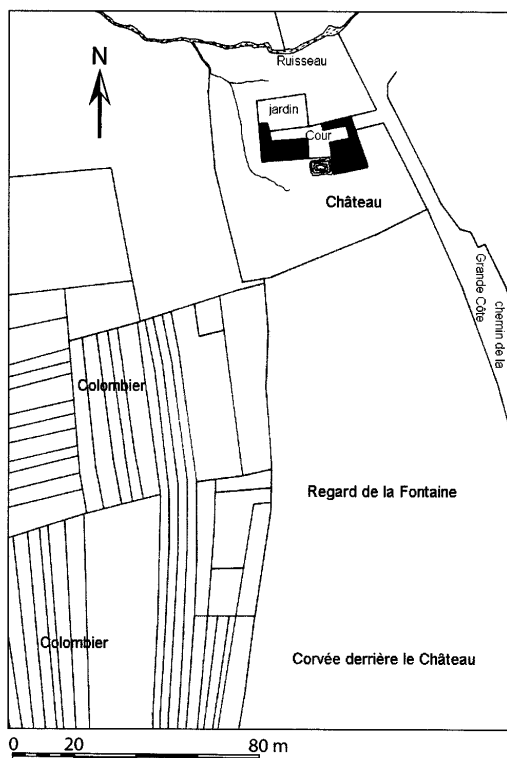 N
Ruisseau
jardin
Cour
Château
chemin de la
Grande Côte
Colombier
Regard de la Fontaine
Colombier
Corvée derrière le Château
0 20 80 m